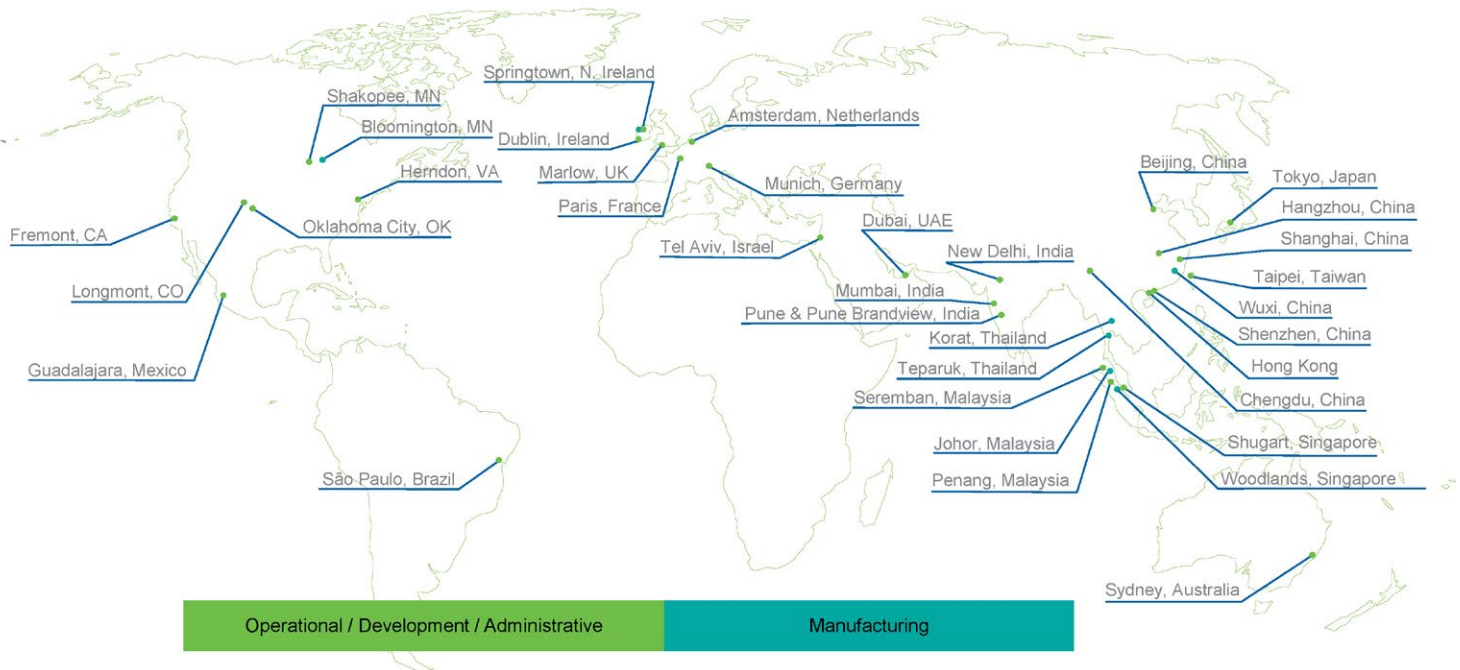 Springtown, N. Ireland
Shakopee, MN
Bloomington, MN
Dublin, Ireland
Amsterdam, Netherlands
Herndon, VA
Marlow, UK
Munich, Germany
Paris, France
Beijing, China
Tokyo, Japan
Hangzhou, China
Fremont, CA
Oklahoma City, OK
Dubai, UAE
Tel Aviv, Israel
New Delhi, India
Shanghai, China
Longmont, CO
Mumbai, India
Taipei, Taiwan
Pune & Pune Brandview, India
Wuxi, China
Korat, Thailand
Shenzhen, China
Guadalajara, Mexico
Teparuk, Thailand
Hong Kong
Seremban, Malaysia
Chengdu, China
Johor, Malaysia
Shugart, Singapore
São Paulo, Brazil
Penang, Malaysia
Woodlands, Singapore
Sydney, Australia
Operational / Development / Administrative
Manufacturing